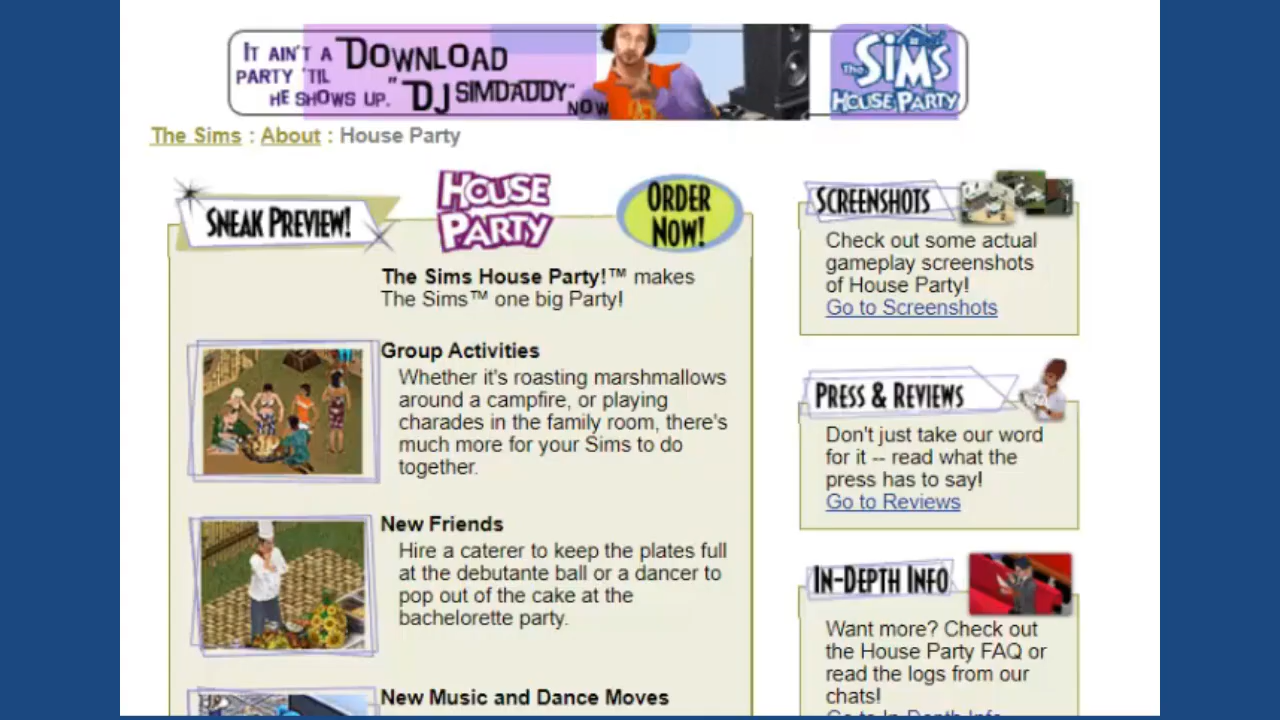 IT AIN'T A DOWNLOAD
PARTY 'TIL "DJ SIMDADDY"
HE SHOWS UP. NOW
The SIMS
HOUSE PARTY
The Sims : About : House Party
SNEAK PREVIEW!
HOUSE
PARTY
ORDER
NOW!
The Sims House Party!™ makes
The Sims™ one big Party!
Group Activities
Whether it's roasting marshmallows
around a campfire, or playing
charades in the family room, there's
much more for your Sims to do
together.
New Friends
Hire a caterer to keep the plates full
at the debutante ball or a dancer to
pop out of the cake at the
bachelorette party.
New Music and Dance Moves
SCREENSHOTS
Check out some actual
gameplay screenshots
of House Party!
Go to Screenshots
PRESS & REVIEWS
Don't just take our word
for it -- read what the
press has to say!
Go to Reviews
IN-DEPTH INFO
Want more? Check out
the House Party FAQ or
read the logs from our
chats!
Go to In-Depth Info